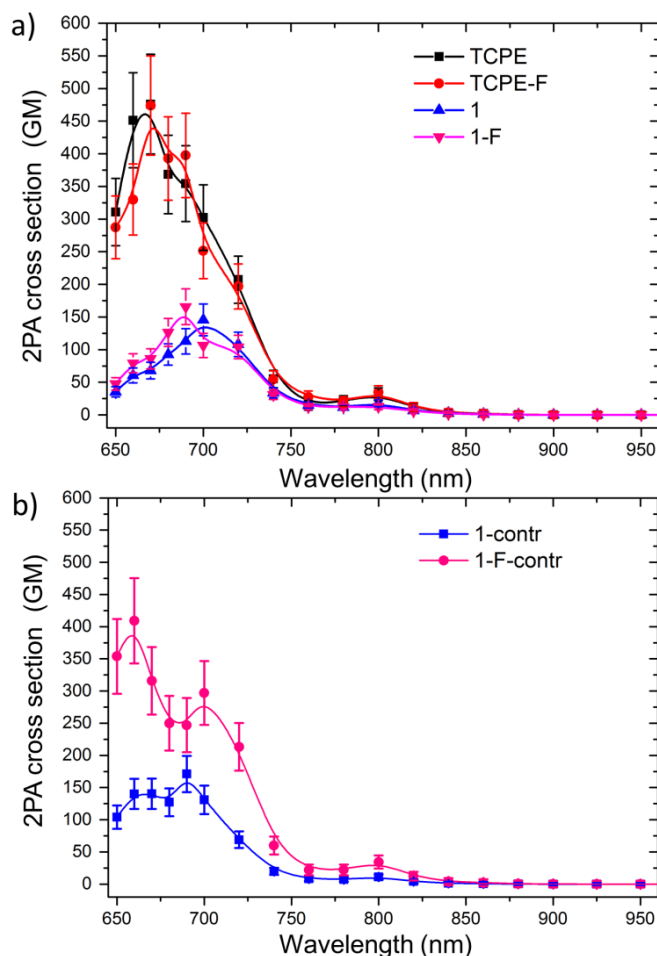 a)
600
550
500
450
400
350
300
250
200
150
100
50
0
2PA cross section (GM)
TCPE
TCPE-F
1
1-F
650 700 750 800 850 900 950
Wavelength (nm)
b)
600
550
500
450
400
350
300
250
200
150
100
50
0
2PA cross section (GM)
1-contr
1-F-contr
650 700 750 800 850 900 950
Wavelength (nm)